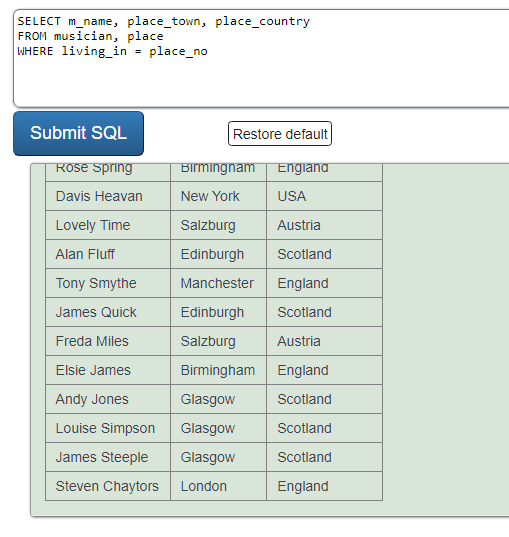 SELECT m_name, place_town, place_country
FROM musician, place
WHERE living_in = place_no
Submit SQL Restore default
Rose Spring Birmingham England
Davis Heavan New York USA
Lovely Time Salzburg Austria
Alan Fluff Edinburgh Scotland
Tony Smythe Manchester England
James Quick Edinburgh Scotland
Freda Miles Salzburg Austria
Elsie James Birmingham England
Andy Jones Glasgow Scotland
Louise Simpson Glasgow Scotland
James Steeple Glasgow Scotland
Steven Chaytors London England